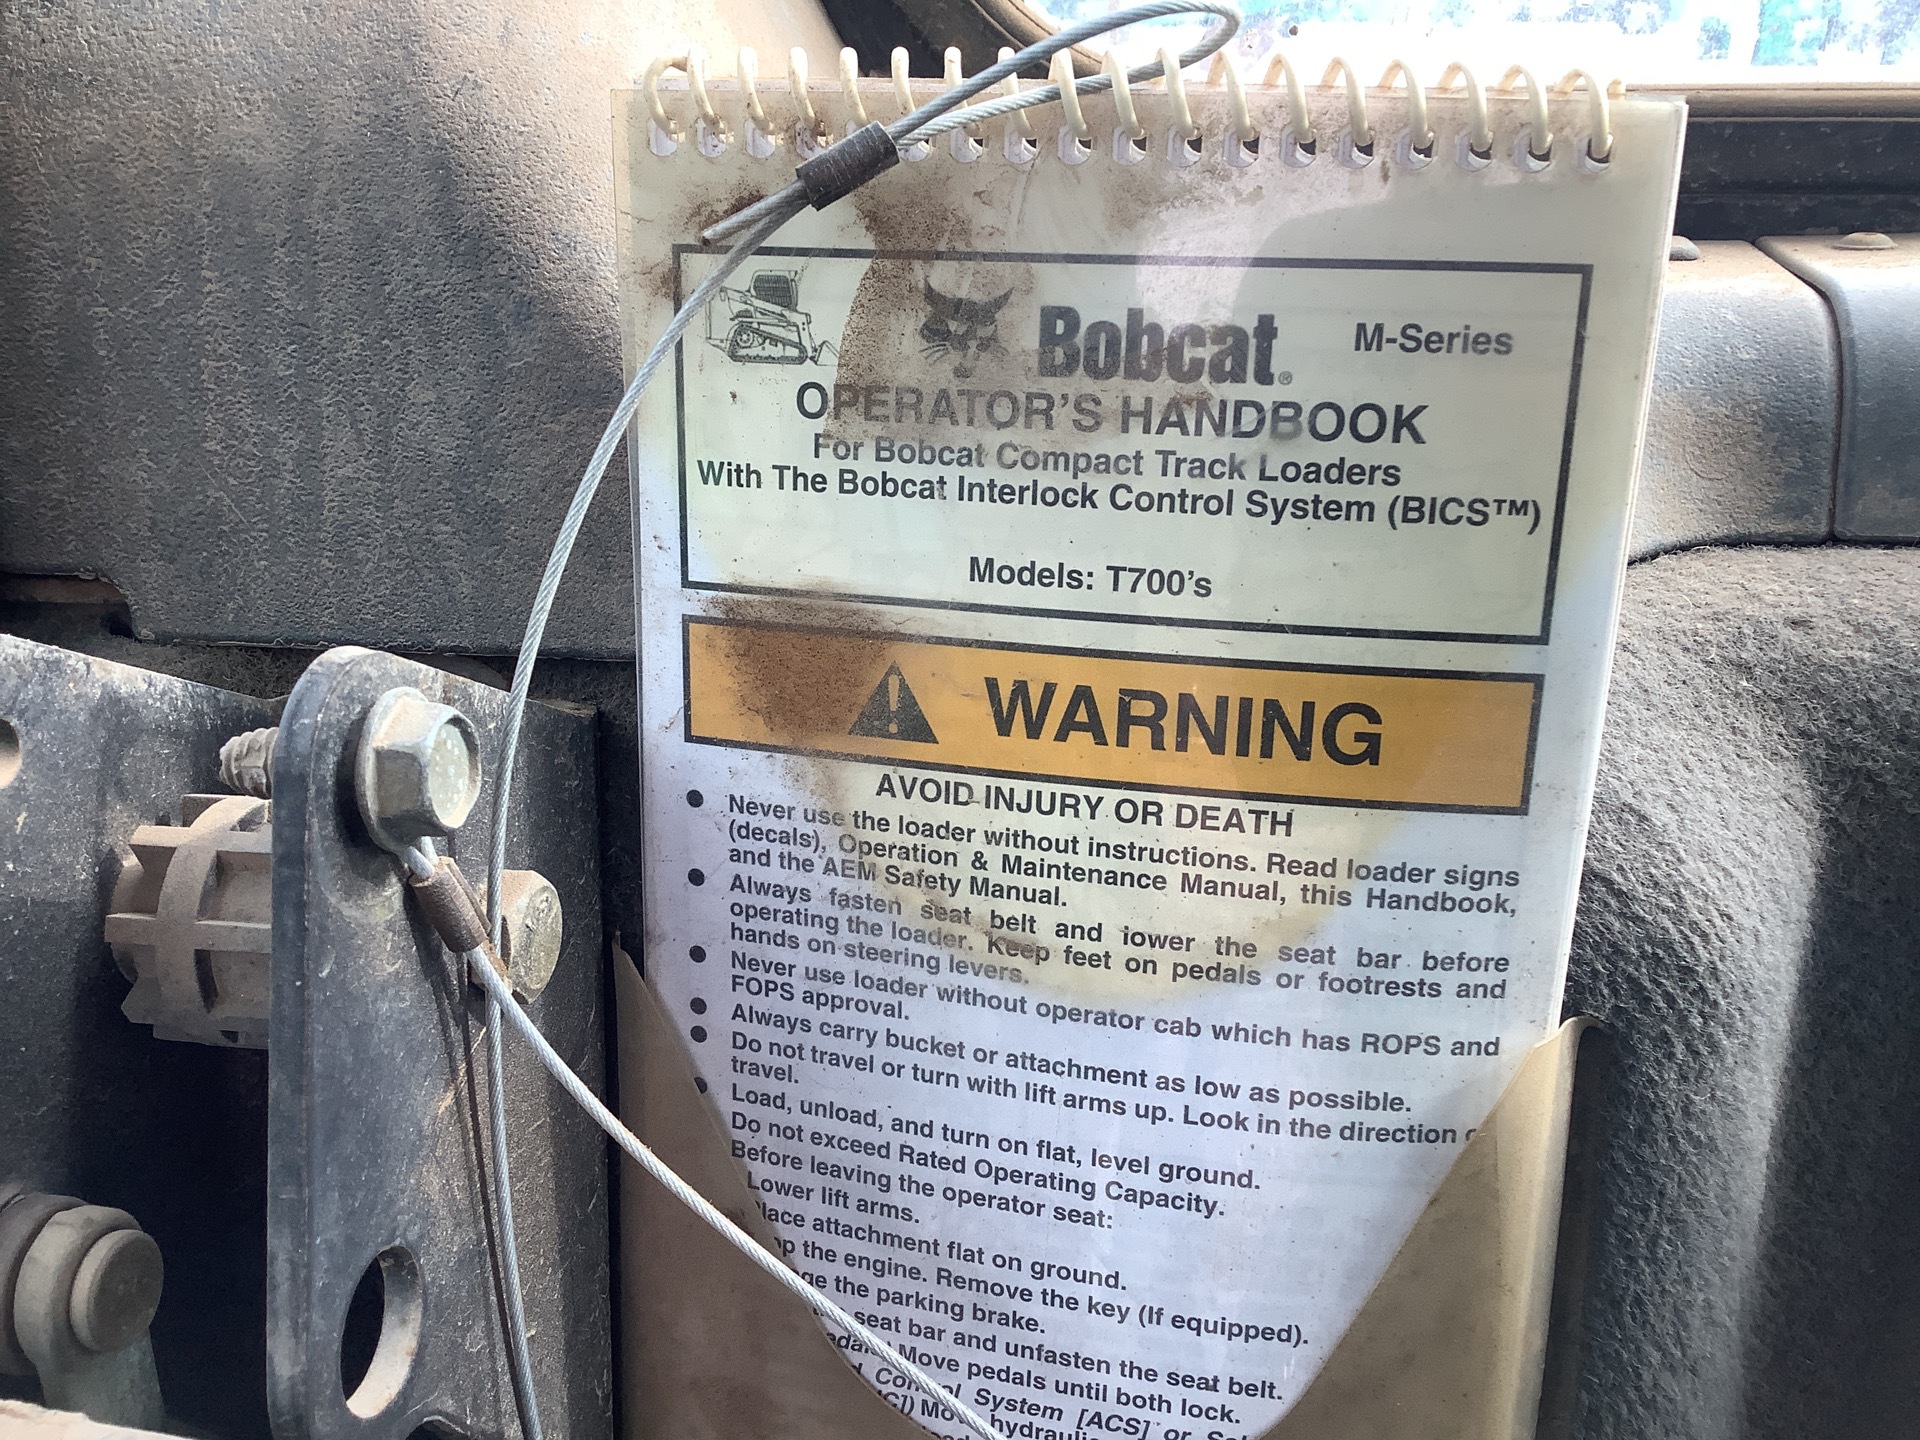 Bobcat® M-Series
OPERATOR'S HANDBOOK
For Bobcat Compact Track Loaders
With The Bobcat Interlock Control System (BICS™)
Models: T700's
WARNING
AVOID INJURY OR DEATH
● Never use the loader without instructions. Read loader signs
(decals), Operation & Maintenance Manual, this Handbook,
and the AEM Safety Manual.
● Always fasten seat belt and lower the seat bar before
operating the loader. Keep feet on pedals or footrests and
hands on steering levers.
● Never use loader without operator cab which has ROPS and
FOPS approval.
● Always carry bucket or attachment as low as possible.
● Do not travel or turn with lift arms up. Look in the direction
travel.
● Load, unload, and turn on flat, level ground.
Do not exceed Rated Operating Capacity.
Before leaving the operator seat:
Lower lift arms.
attachment flat on ground.
the engine. Remove the key (If equipped).
the parking brake.
seat bar and unfasten the seat belt.
Move pedals until both lock.
System [ACS] or